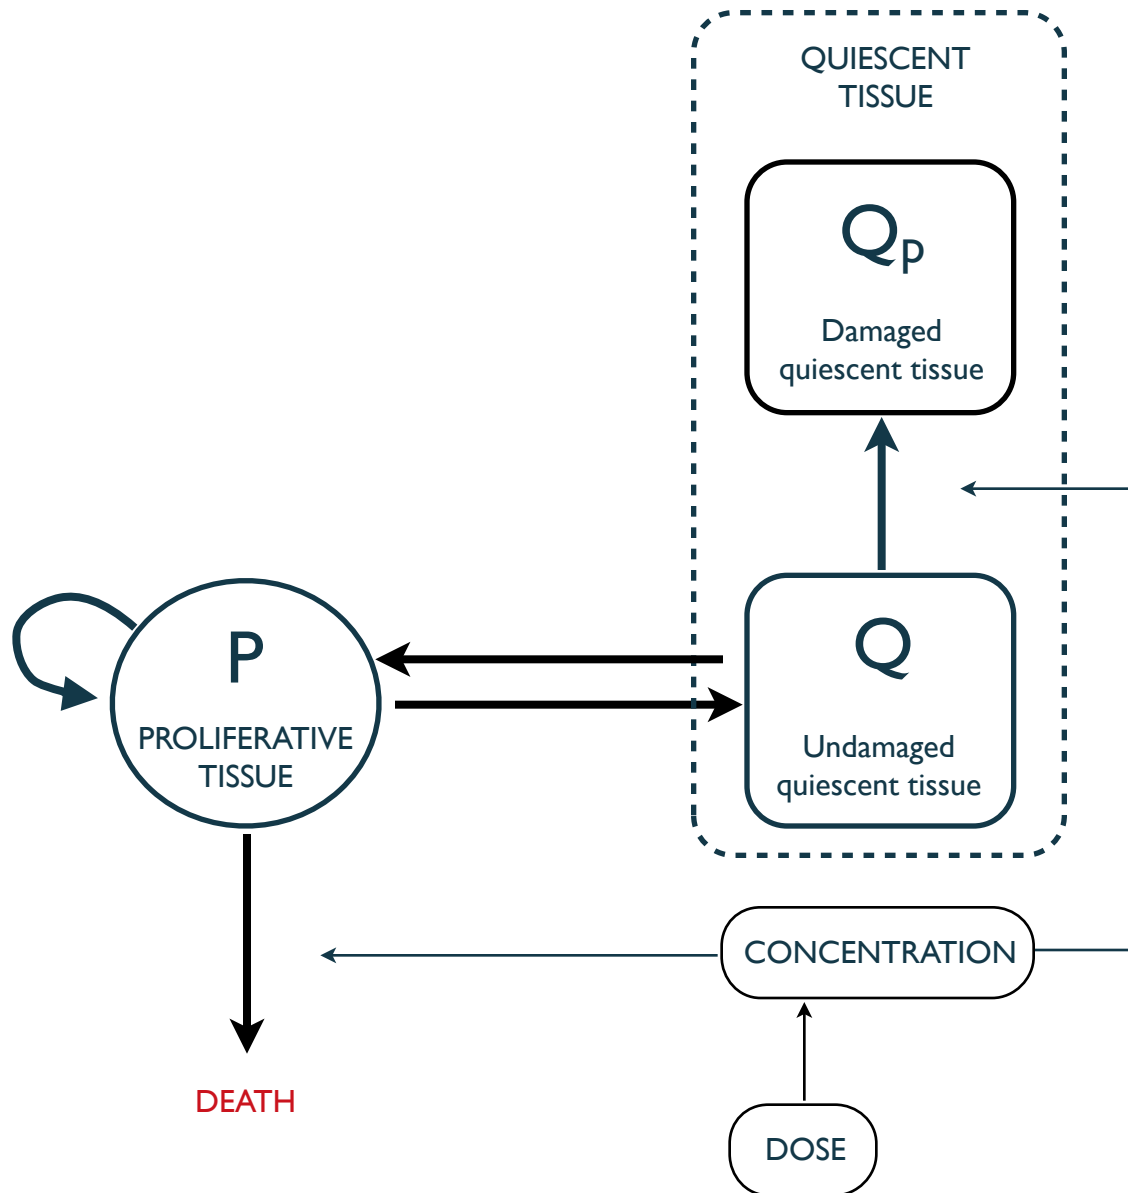 QUIESCENT
TISSUE
Qp
Damaged
quiescent tissue
P
PROLIFERATIVE
TISSUE
Q
Undamaged
quiescent tissue
CONCENTRATION
DEATH
DOSE